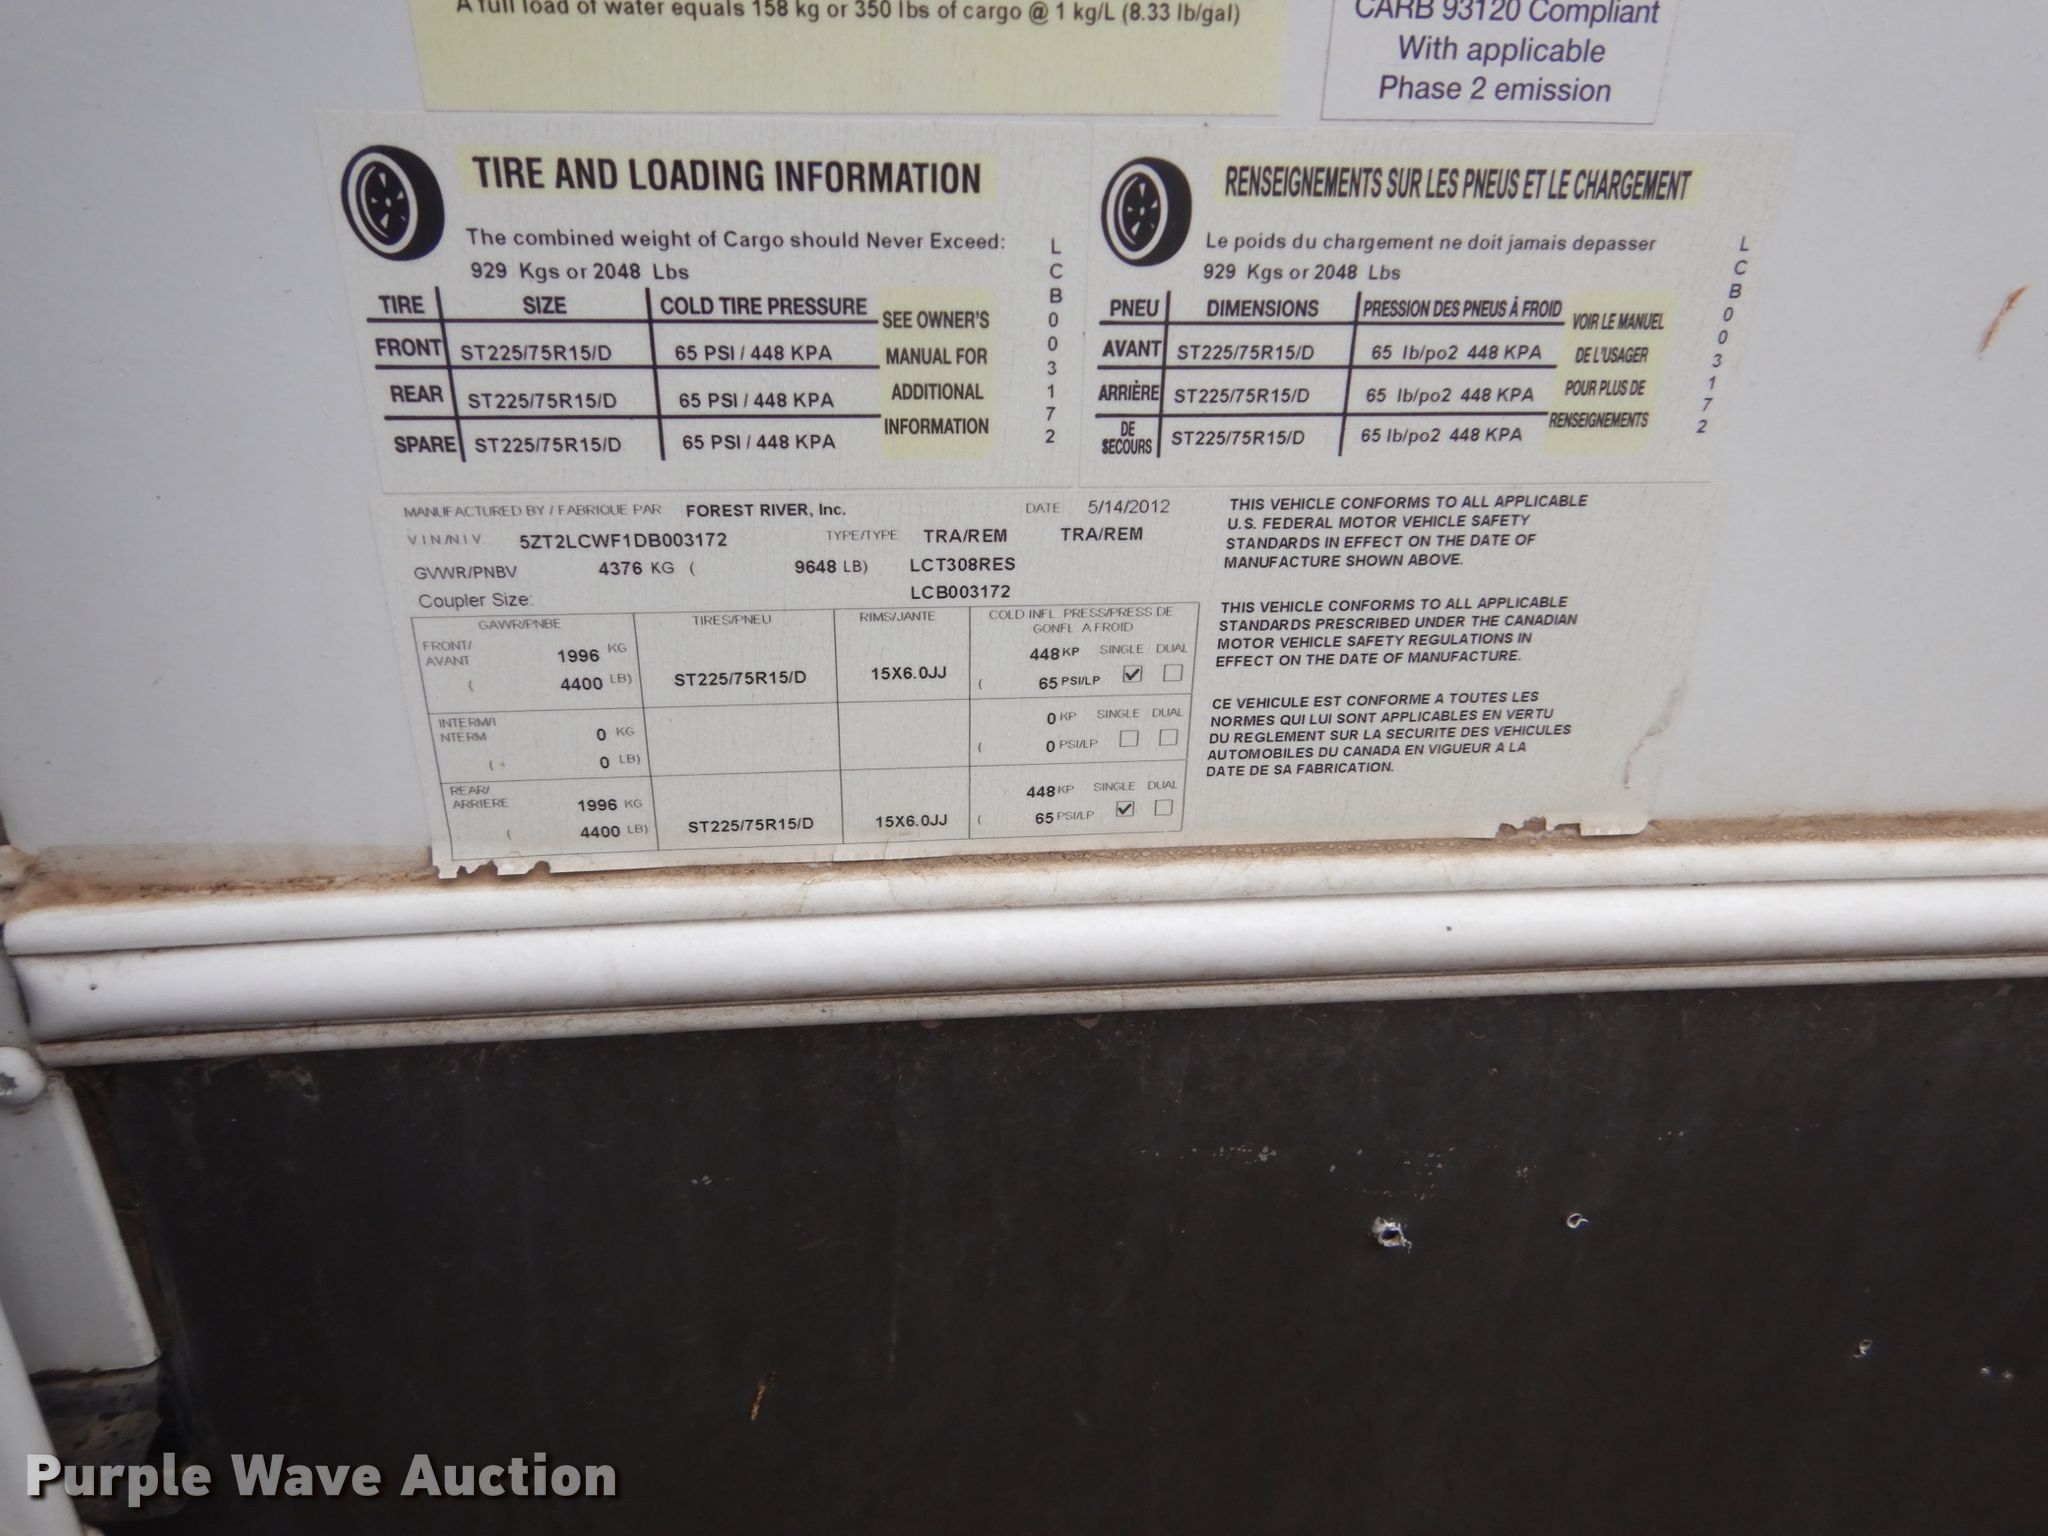 A full load of water equals 158 kg or 350 lbs of cargo @ 1 kg/L (8.33 lb/gal)
CARB 93120 Compliant
With applicable
Phase 2 emission
TIRE AND LOADING INFORMATION
The combined weight of Cargo should Never Exceed:
929 Kgs or 2048 Lbs
TIRE SIZE COLD TIRE PRESSURE
FRONT ST225/75R15/D 65 PSI / 448 KPA
REAR ST225/75R15/D 65 PSI / 448 KPA
SPARE ST225/75R15/D 65 PSI / 448 KPA
SEE OWNER'S
MANUAL FOR
ADDITIONAL
INFORMATION
LCB003172
RENSEIGNEMENTS SUR LES PNEUS ET LE CHARGEMENT
Le poids du chargement ne doit jamais depasser
929 Kgs or 2048 Lbs
PNEU DIMENSIONS PRESSION DES PNEUS À FROID
AVANT ST225/75R15/D 65 lb/po2 448 KPA
ARRIÈRE ST225/75R15/D 65 lb/po2 448 KPA
DE
SECOURS ST225/75R15/D 65 lb/po2 448 KPA
VOIR LE MANUEL
DE L'USAGER
POUR PLUS DE
RENSEIGNEMENTS
LCB003172
MANUFACTURED BY / FABRIQUE PAR FOREST RIVER, Inc. DATE 5/14/2012
V I N /N I V 5ZT2LCWF1DB003172 TYPE/TYPE TRA/REM TRA/REM
GVWR/PNBV 4376 KG ( 9648 LB) LCT308RES
LCB003172
Coupler Size:
GAWR/PNBE TIRES/PNEU RIMS/JANTE COLD INFL. PRESS/PRESS DE
GONFL. A FROID
FRONT/
AVANT 1996 KG 448 KP SINGLE DUAL
( 4400 LB) ST225/75R15/D 15X6.0JJ ( 65 PSI/LP
INTERM/I
NTERM 0 KG 0 KP SINGLE DUAL
( 0 LB) ( 0 PSI/LP
REAR/
ARRIERE 1996 KG 448 KP SINGLE DUAL
( 4400 LB) ST225/75R15/D 15X6.0JJ ( 65 PSI/LP
THIS VEHICLE CONFORMS TO ALL APPLICABLE
U.S. FEDERAL MOTOR VEHICLE SAFETY
STANDARDS IN EFFECT ON THE DATE OF
MANUFACTURE SHOWN ABOVE.
THIS VEHICLE CONFORMS TO ALL APPLICABLE
STANDARDS PRESCRIBED UNDER THE CANADIAN
MOTOR VEHICLE SAFETY REGULATIONS IN
EFFECT ON THE DATE OF MANUFACTURE.
CE VEHICULE EST CONFORME A TOUTES LES
NORMES QUI LUI SONT APPLICABLES EN VERTU
DU REGLEMENT SUR LA SECURITE DES VEHICULES
AUTOMOBILES DU CANADA EN VIGUEUR A LA
DATE DE SA FABRICATION.
Purple Wave Auction